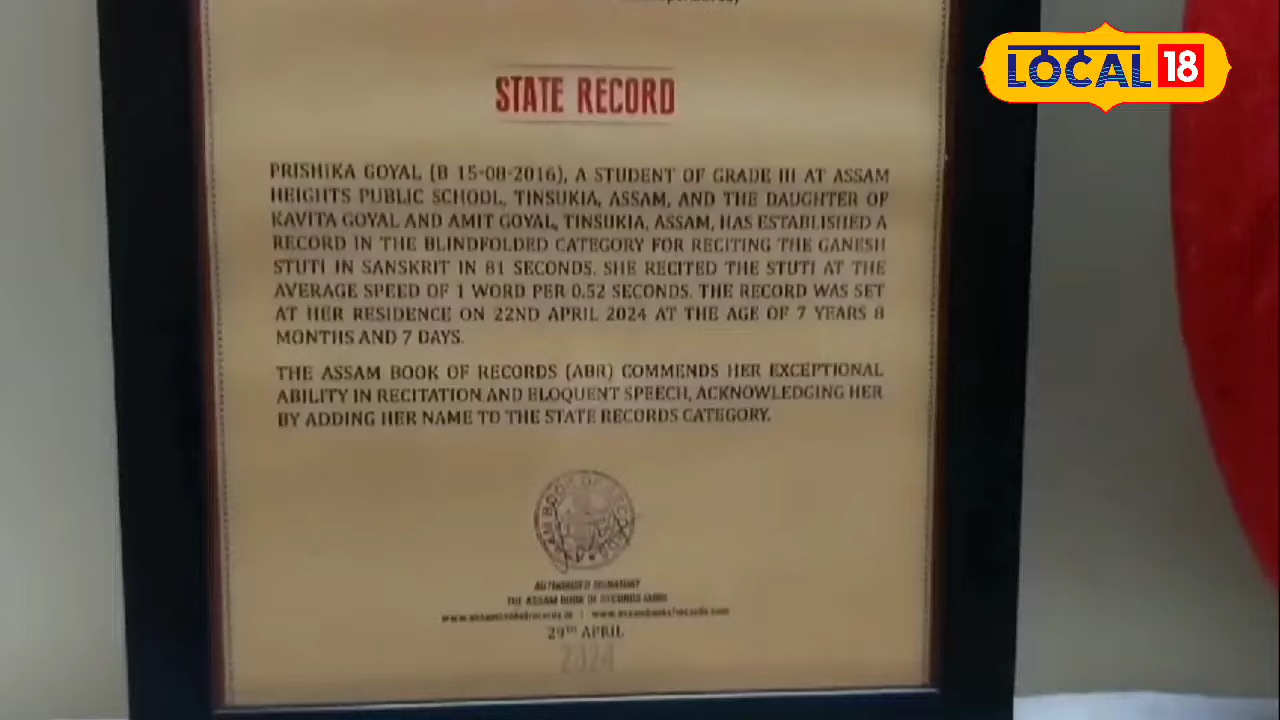 LOCAL 18
STATE RECORD
PRISHIKA GOYAL (B 15-08-2016), A STUDENT OF GRADE III AT ASSAM
HEIGHTS PUBLIC SCHOOL, TINSUKIA, ASSAM, AND THE DAUGHTER OF
KAVITA GOYAL AND AMIT GOYAL, TINSUKIA, ASSAM, HAS ESTABLISHED A
RECORD IN THE BLINDFOLDED CATEGORY FOR RECITING THE GANESH
STUTI IN SANSKRIT IN 81 SECONDS. SHE RECITED THE STUTI AT THE
AVERAGE SPEED OF 1 WORD PER 0.52 SECONDS. THE RECORD WAS SET
AT HER RESIDENCE ON 22ND APRIL 2024 AT THE AGE OF 7 YEARS 8
MONTHS AND 7 DAYS.
THE ASSAM BOOK OF RECORDS (ABR) COMMENDS HER EXCEPTIONAL
ABILITY IN RECITATION AND ELOQUENT SPEECH, ACKNOWLEDGING HER
BY ADDING HER NAME TO THE STATE RECORDS CATEGORY.
AUTHORISED SIGNATORY
THE ASSAM BOOK OF RECORDS
29TH APRIL
2024